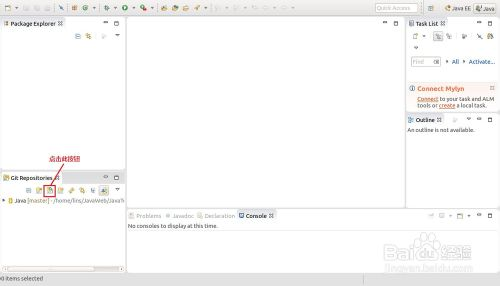 Quick Access
Java EE
Java
Package Explorer
Task List
Find
All
Activate...
Connect Mylyn
Connect to your task and ALM
tools or create a local task.
Outline
An outline is not available.
点击此按钮
Git Repositories
Java [master] - /home/fins/JavaWeb/Java/
Problems
Javadoc
Declaration
Console
No consoles to display at this time.
Baidu 经验
jingyan.baidu.com
0 items selected